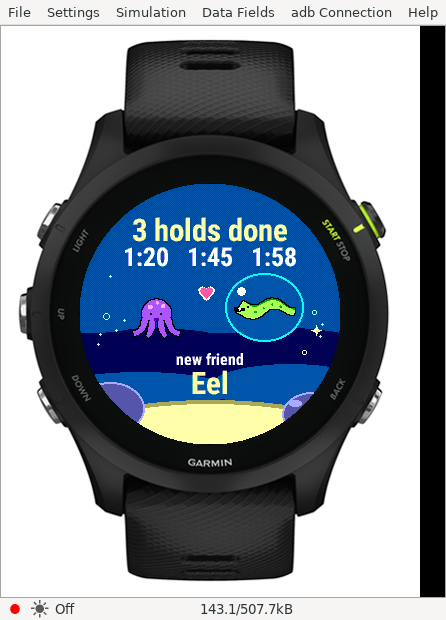 File Settings Simulation Data Fields adb Connection Help
3 holds done
1:20 1:45 1:58
START STOP
LIGHT
UP
new friend
Eel
DOWN
BACK
GARMIN
Off 143.1/507.7kB